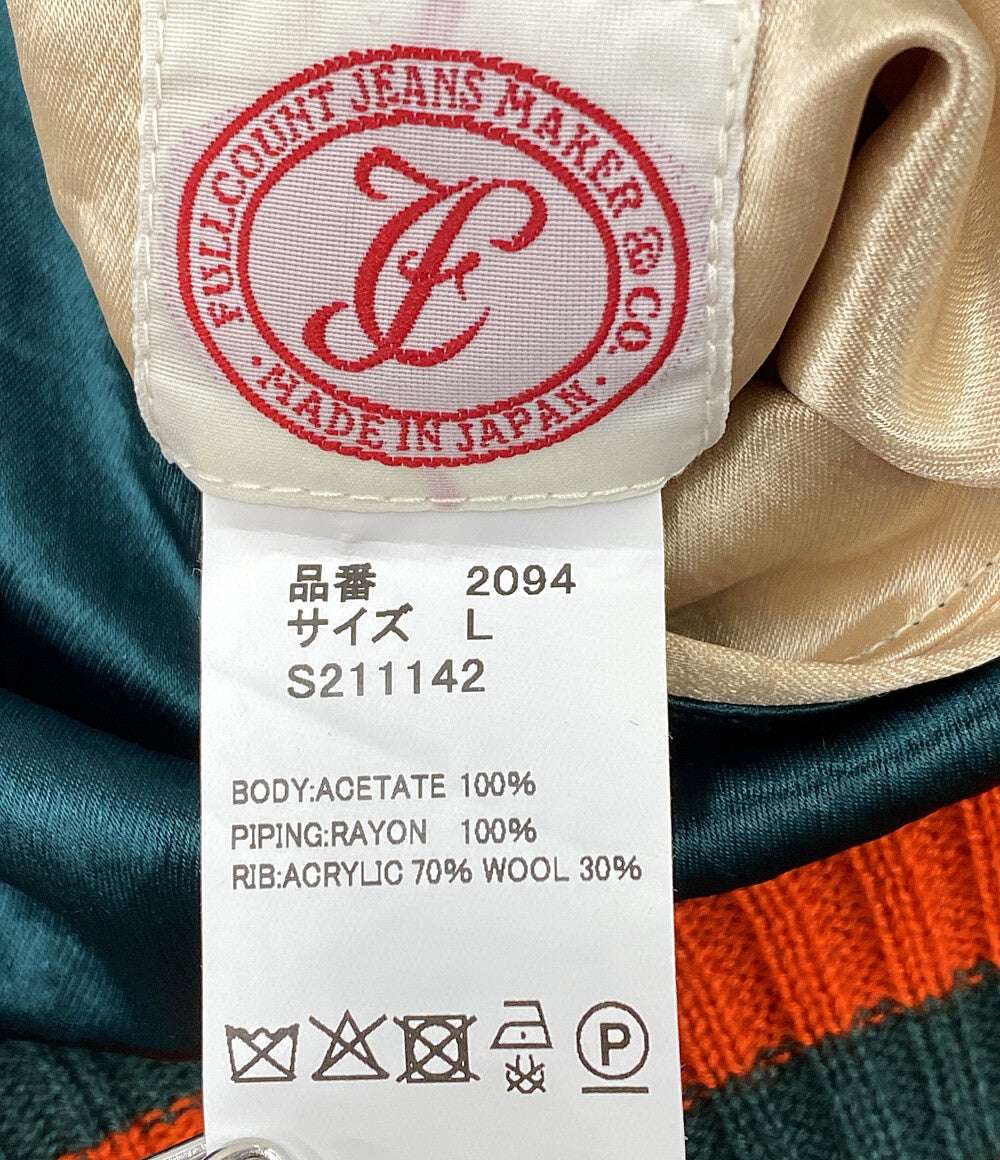 FULLCOUNT JEANS MAKER & CO.
· MADE IN JAPAN ·
品番 2094
サイズ L
S211142
BODY:ACETATE 100%
PIPING:RAYON 100%
RIB:ACRYLIC 70% WOOL 30%
P